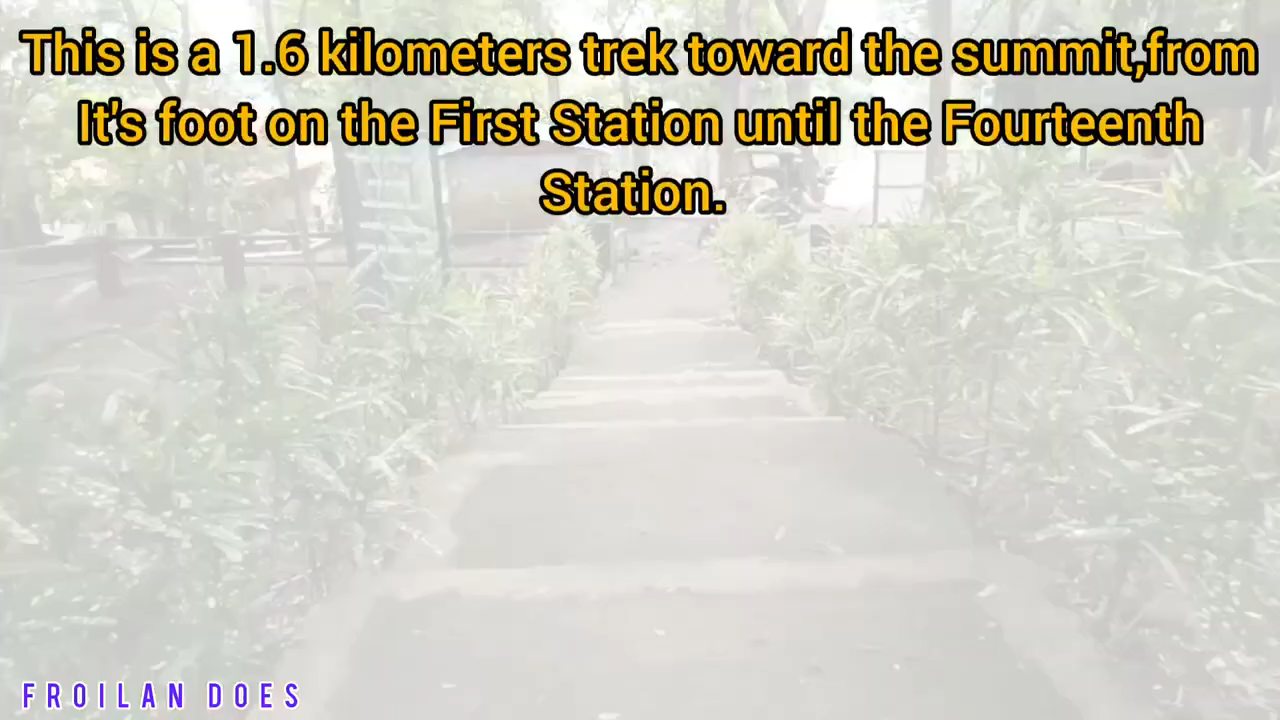 This is a 1.6 kilometers trek toward the summit,from
It's foot on the First Station until the Fourteenth
Station.
FROILAN DOES